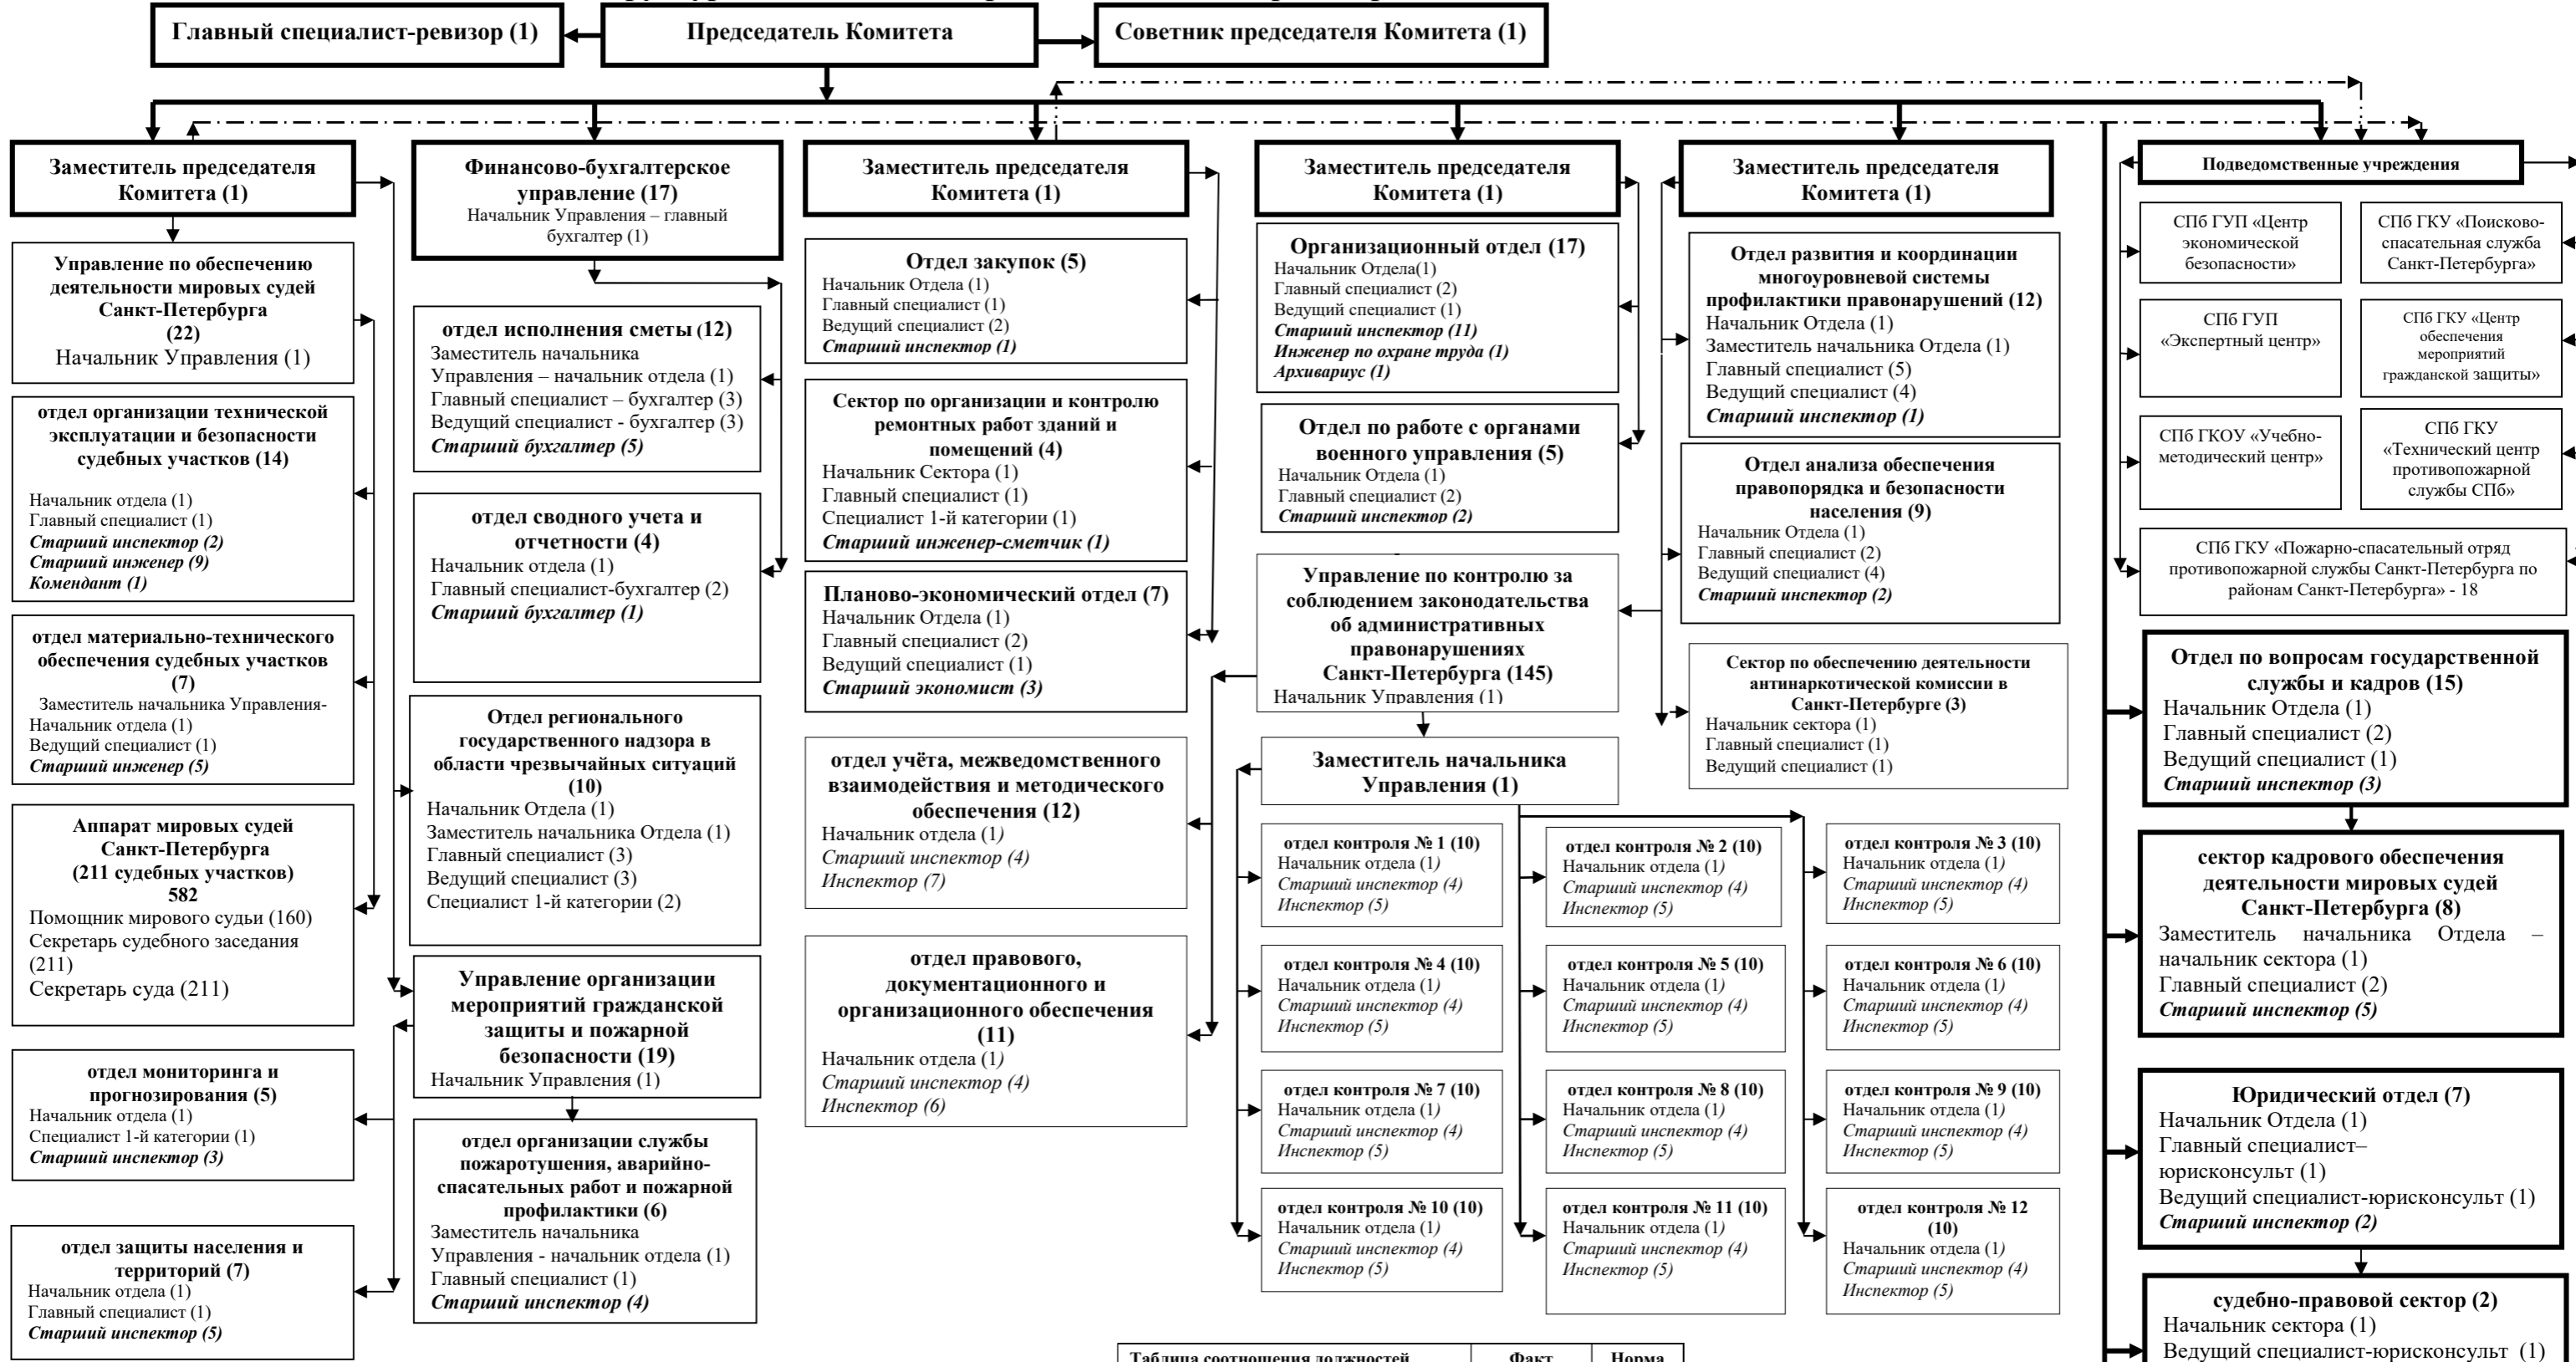 Главный специалист-ревизор (1)
Председатель Комитета
Советник председателя Комитета (1)
Заместитель председателя
Комитета (1)
Управление по обеспечению
деятельности мировых судей
Санкт-Петербурга
(22)
Начальник Управления (1)
отдел организации технической
эксплуатации и безопасности
судебных участков (14)
Начальник отдела (1)
Главный специалист (1)
Старший инспектор (2)
Старший инженер (9)
Комендант (1)
отдел материально-технического
обеспечения судебных участков
(7)
Заместитель начальника Управления-
Начальник отдела (1)
Ведущий специалист (1)
Старший инженер (5)
Аппарат мировых судей
Санкт-Петербурга
(211 судебных участков)
582
Помощник мирового судьи (160)
Секретарь судебного заседания
(211)
Секретарь суда (211)
отдел мониторинга и
прогнозирования (5)
Начальник отдела (1)
Специалист 1-й категории (1)
Старший инспектор (3)
отдел защиты населения и
территорий (7)
Начальник отдела (1)
Главный специалист (1)
Старший инспектор (5)
Финансово-бухгалтерское
управление (17)
Начальник Управления – главный
бухгалтер (1)
отдел исполнения сметы (12)
Заместитель начальника
Управления – начальник отдела (1)
Главный специалист – бухгалтер (3)
Ведущий специалист - бухгалтер (3)
Старший бухгалтер (5)
отдел сводного учета и
отчетности (4)
Начальник отдела (1)
Главный специалист-бухгалтер (2)
Старший бухгалтер (1)
Отдел регионального
государственного надзора в
области чрезвычайных ситуаций
(10)
Начальник Отдела (1)
Заместитель начальника Отдела (1)
Главный специалист (3)
Ведущий специалист (3)
Специалист 1-й категории (2)
Управление организации
мероприятий гражданской
защиты и пожарной
безопасности (19)
Начальник Управления (1)
отдел организации службы
пожаротушения, аварийно-
спасательных работ и пожарной
профилактики (6)
Заместитель начальника
Управления - начальник отдела (1)
Главный специалист (1)
Старший инспектор (4)
Заместитель председателя
Комитета (1)
Отдел закупок (5)
Начальник Отдела (1)
Главный специалист (1)
Ведущий специалист (2)
Старший инспектор (1)
Сектор по организации и контролю
ремонтных работ зданий и
помещений (4)
Начальник Сектора (1)
Главный специалист (1)
Специалист 1-й категории (1)
Старший инженер-сметчик (1)
Планово-экономический отдел (7)
Начальник Отдела (1)
Главный специалист (2)
Ведущий специалист (1)
Старший экономист (3)
отдел учёта, межведомственного
взаимодействия и методического
обеспечения (12)
Начальник отдела (1)
Старший инспектор (4)
Инспектор (7)
отдел правового,
документационного и
организационного обеспечения
(11)
Начальник отдела (1)
Старший инспектор (4)
Инспектор (6)
Заместитель председателя
Комитета (1)
Организационный отдел (17)
Начальник Отдела(1)
Главный специалист (2)
Ведущий специалист (1)
Старший инспектор (11)
Инженер по охране труда (1)
Архивариус (1)
Отдел по работе с органами
военного управления (5)
Начальник Отдела (1)
Главный специалист (2)
Старший инспектор (2)
Управление по контролю за
соблюдением законодательства
об административных
правонарушениях
Санкт-Петербурга (145)
Начальник Управления (1)
Заместитель начальника
Управления (1)
Заместитель председателя
Комитета (1)
Отдел развития и координации
многоуровневой системы
профилактики правонарушений (12)
Начальник Отдела (1)
Заместитель начальника Отдела (1)
Главный специалист (5)
Ведущий специалист (4)
Старший инспектор (1)
Отдел анализа обеспечения
правопорядка и безопасности
населения (9)
Начальник Отдела (1)
Главный специалист (2)
Ведущий специалист (4)
Старший инспектор (2)
Сектор по обеспечению деятельности
антинаркотической комиссии в
Санкт-Петербурге (3)
Начальник сектора (1)
Главный специалист (1)
Ведущий специалист (1)
отдел контроля № 1 (10)
Начальник отдела (1)
Старший инспектор (4)
Инспектор (5)
отдел контроля № 2 (10)
Начальник отдела (1)
Старший инспектор (4)
Инспектор (5)
отдел контроля № 3 (10)
Начальник отдела (1)
Старший инспектор (4)
Инспектор (5)
отдел контроля № 4 (10)
Начальник отдела (1)
Старший инспектор (4)
Инспектор (5)
отдел контроля № 5 (10)
Начальник отдела (1)
Старший инспектор (4)
Инспектор (5)
отдел контроля № 6 (10)
Начальник отдела (1)
Старший инспектор (4)
Инспектор (5)
отдел контроля № 7 (10)
Начальник отдела (1)
Старший инспектор (4)
Инспектор (5)
отдел контроля № 8 (10)
Начальник отдела (1)
Старший инспектор (4)
Инспектор (5)
отдел контроля № 9 (10)
Начальник отдела (1)
Старший инспектор (4)
Инспектор (5)
отдел контроля № 10 (10)
Начальник отдела (1)
Старший инспектор (4)
Инспектор (5)
отдел контроля № 11 (10)
Начальник отдела (1)
Старший инспектор (4)
Инспектор (5)
отдел контроля № 12
(10)
Начальник отдела (1)
Старший инспектор (4)
Инспектор (5)
Подведомственные учреждения
СПб ГУП «Центр
экономической
безопасности»
СПб ГКУ «Поисково-
спасательная служба
Санкт-Петербурга»
СПб ГУП
«Экспертный центр»
СПб ГКУ «Центр
обеспечения
мероприятий
гражданской защиты»
СПб ГКОУ «Учебно-
методический центр»
СПб ГКУ
«Технический центр
противопожарной
службы СПб»
СПб ГКУ «Пожарно-спасательный отряд
противопожарной службы Санкт-Петербурга по
районам Санкт-Петербурга» - 18
Отдел по вопросам государственной
службы и кадров (15)
Начальник Отдела (1)
Главный специалист (2)
Ведущий специалист (1)
Старший инспектор (3)
сектор кадрового обеспечения
деятельности мировых судей
Санкт-Петербурга (8)
Заместитель начальника Отдела –
начальник сектора (1)
Главный специалист (2)
Старший инспектор (5)
Юридический отдел (7)
Начальник Отдела (1)
Главный специалист–
юрисконсульт (1)
Ведущий специалист-юрисконсульт (1)
Старший инспектор (2)
судебно-правовой сектор (2)
Начальник сектора (1)
Ведущий специалист-юрисконсульт (1)
Таблица соотношения должностей Факт Норма